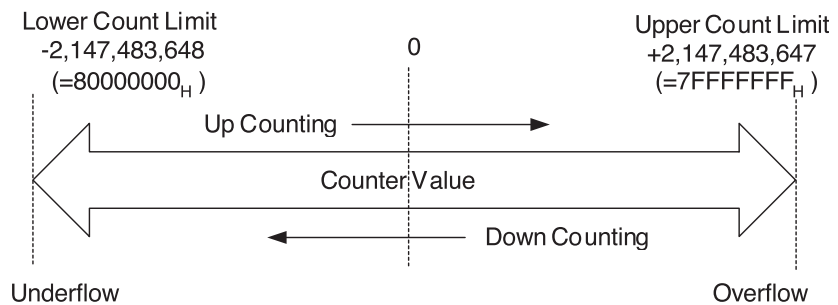 Lower Count Limit
-2,147,483,648
(=80000000H )
0
Upper Count Limit
+2,147,483,647
(=7FFFFFFFH )
Up Counting
Counter Value
Down Counting
Underflow
Overflow